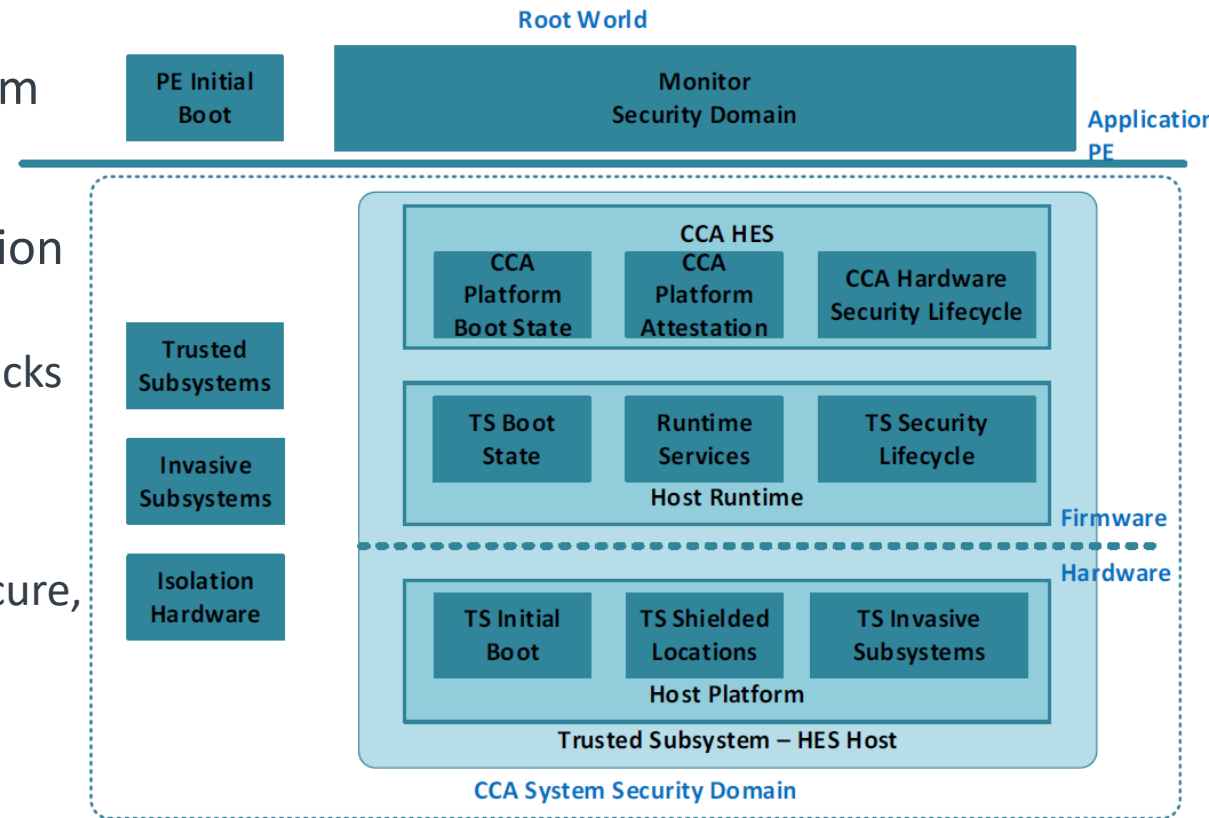 Root World
m
PE Initial
Boot
Monitor
Security Domain
Application
PE
tion
CCA HES
CCA
Platform
Boot State
CCA
Platform
Attestation
CCA Hardware
Security Lifecycle
Trusted
Subsystems
cks
TS Boot
State
Runtime
Services
TS Security
Lifecycle
Invasive
Subsystems
Host Runtime
Firmware
Hardware
Isolation
Hardware
cure,
TS Initial
Boot
TS Shielded
Locations
TS Invasive
Subsystems
Host Platform
Trusted Subsystem – HES Host
CCA System Security Domain